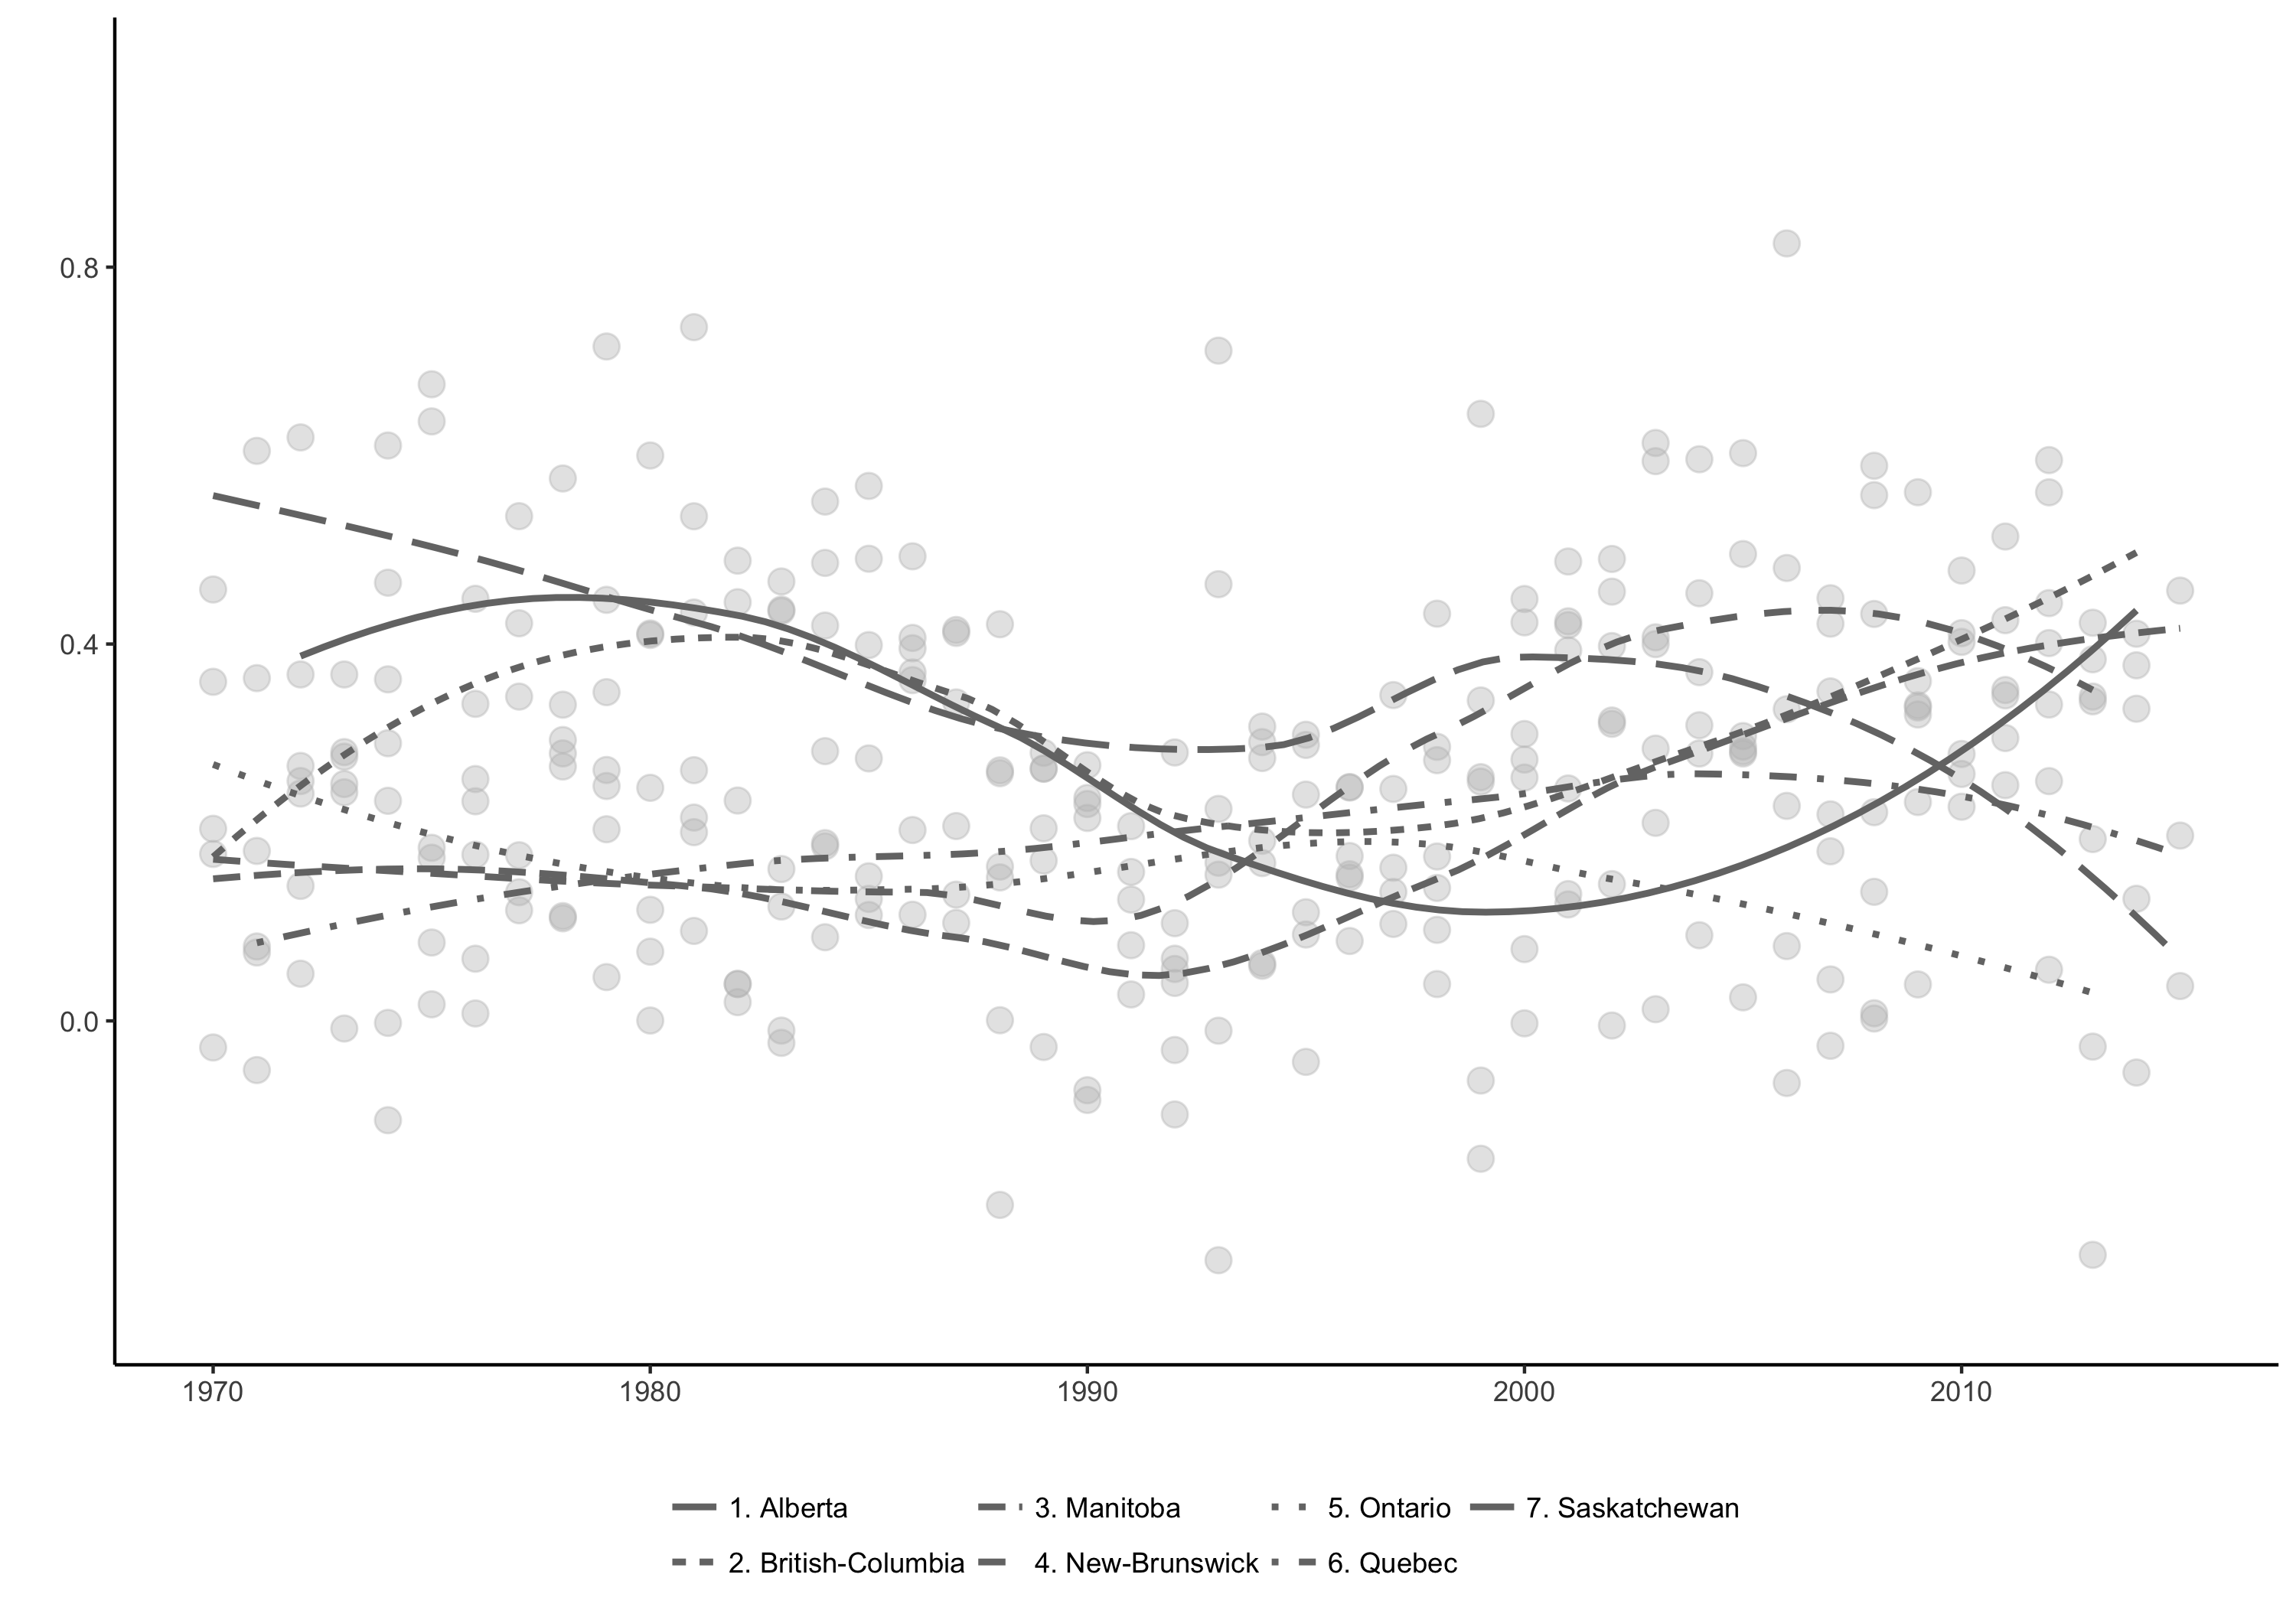 0.8
0.4
0.0
1970 1980 1990 2000 2010
1. Alberta 3. Manitoba 5. Ontario 7. Saskatchewan
2. British-Columbia 4. New-Brunswick 6. Quebec